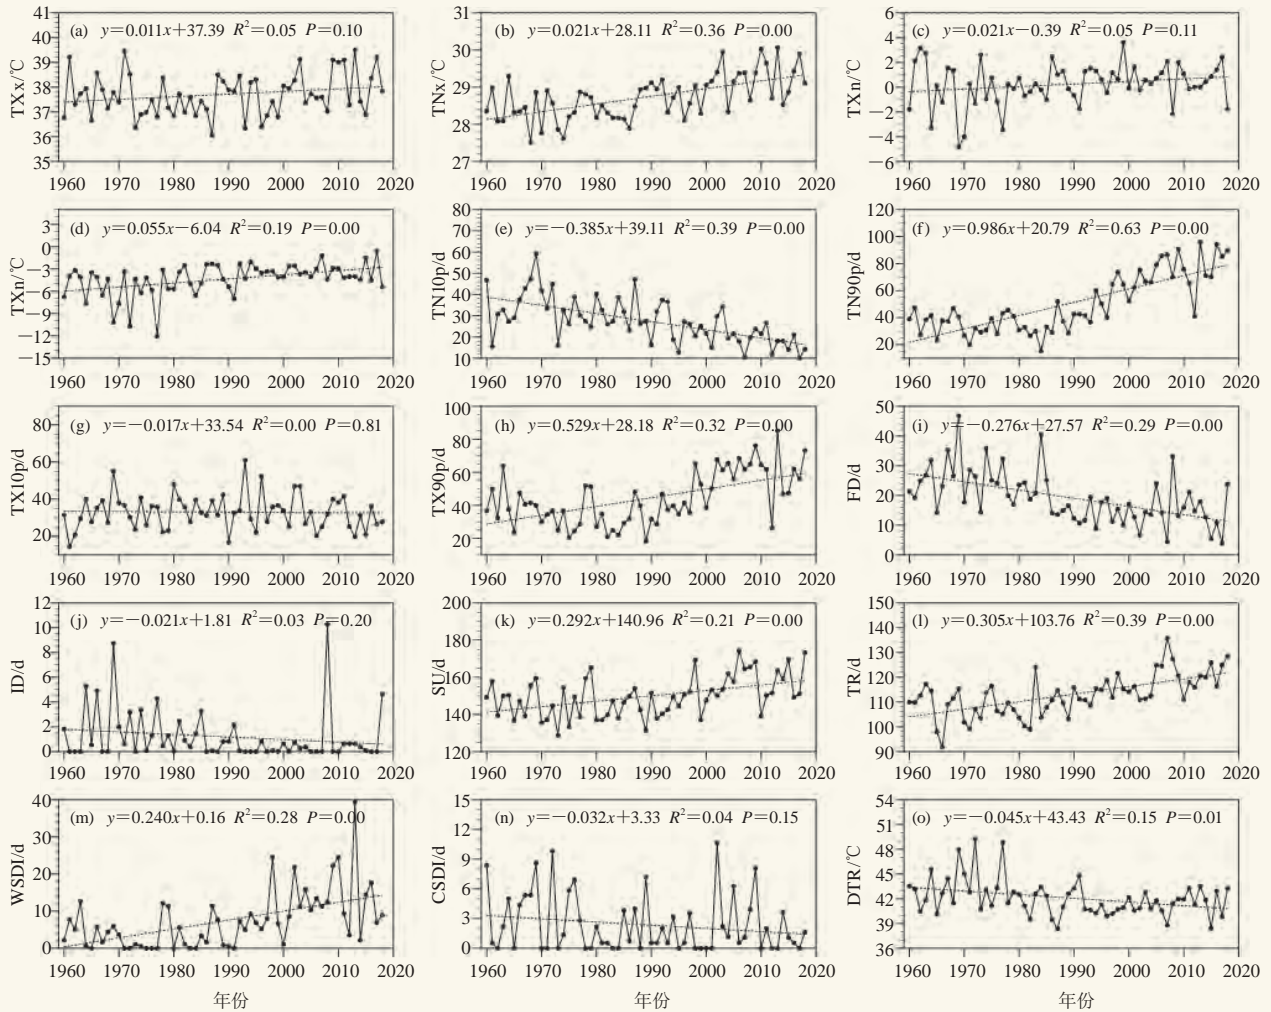 (a) y=0.011x+37.39 R²=0.05 P=0.10
TXx/℃
41
40
39
38
37
36
35
1960 1970 1980 1990 2000 2010 2020
(b) y=0.021x+28.11 R²=0.36 P=0.00
TNx/℃
31
30
29
28
27
1960 1970 1980 1990 2000 2010 2020
(c) y=0.021x−0.39 R²=0.05 P=0.11
TXn/℃
6
4
2
0
−2
−4
−6
1960 1970 1980 1990 2000 2010 2020
(d) y=0.055x−6.04 R²=0.19 P=0.00
TXn/℃
3
0
−3
−6
−9
−12
−15
1960 1970 1980 1990 2000 2010 2020
(e) y=−0.385x+39.11 R²=0.39 P=0.00
TN10p/d
80
70
60
50
40
30
20
10
1960 1970 1980 1990 2000 2010 2020
(f) y=0.986x+20.79 R²=0.63 P=0.00
TN90p/d
120
100
80
60
40
20
1960 1970 1980 1990 2000 2010 2020
(g) y=−0.017x+33.54 R²=0.00 P=0.81
TX10p/d
80
60
40
20
1960 1970 1980 1990 2000 2010 2020
(h) y=0.529x+28.18 R²=0.32 P=0.00
TX90p/d
100
80
60
40
20
1960 1970 1980 1990 2000 2010 2020
(i) y=−0.276x+27.57 R²=0.29 P=0.00
FD/d
50
40
30
20
10
0
1960 1970 1980 1990 2000 2010 2020
(j) y=−0.021x+1.81 R²=0.03 P=0.20
ID/d
12
10
8
6
4
2
0
1960 1970 1980 1990 2000 2010 2020
(k) y=0.292x+140.96 R²=0.21 P=0.00
SU/d
200
180
160
140
120
1960 1970 1980 1990 2000 2010 2020
(l) y=0.305x+103.76 R²=0.39 P=0.00
TR/d
150
140
130
120
110
100
90
1960 1970 1980 1990 2000 2010 2020
(m) y=0.240x+0.16 R²=0.28 P=0.00
WSDI/d
40
30
20
10
0
1960 1970 1980 1990 2000 2010 2020
年份
(n) y=−0.032x+3.33 R²=0.04 P=0.15
CSDI/d
15
12
9
6
3
0
1960 1970 1980 1990 2000 2010 2020
年份
(o) y=−0.045x+43.43 R²=0.15 P=0.01
DTR/℃
54
51
48
45
42
39
36
1960 1970 1980 1990 2000 2010 2020
年份